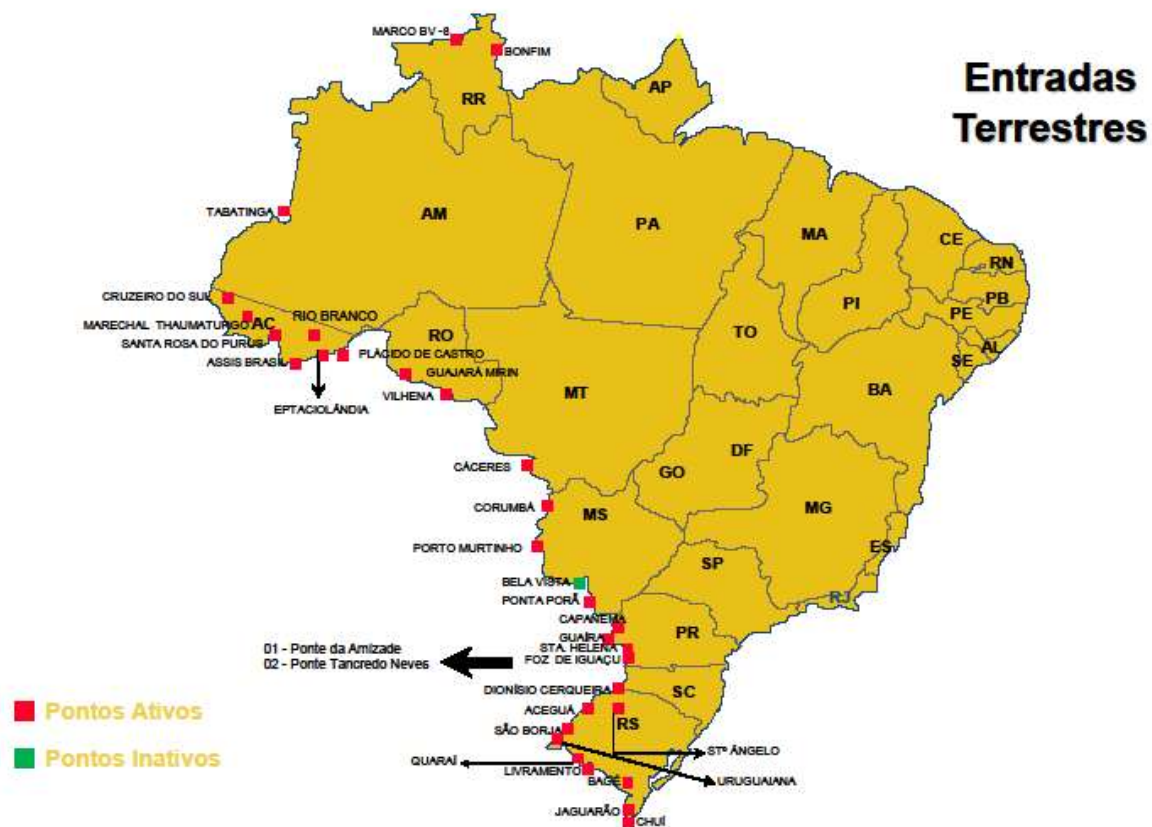 MARCO BV -8
BONFIM
Entradas
Terrestres
AP
RR
TABATINGA
AM
PA
MA
CE
RN
CRUZEIRO DO SUL
PB
PI
PE
MARECHAL THAUMATURGO
AC
RIO BRANCO
RO
TO
AL
SANTA ROSA DO PURUS
SE
ASSIS BRASIL
PLÁCIDO DE CASTRO
GUAJARÁ MIRIN
BA
MT
VILHENA
EPTACIOLÂNDIA
DF
CÁCERES
GO
CORUMBÁ
MS
MG
PORTO MURTINHO
ES
SP
BELA VISTA
RJ
PONTA PORÃ
CAPANEMA
PR
GUAÍRA
01 - Ponte da Amizade
02 - Ponte Tancredo Neves
STA. HELENA
FOZ DE IGUAÇU
DIONÍSIO CERQUEIRA
SC
Pontos Ativos
ACEGUÁ
RS
SÃO BORJA
STº ÂNGELO
Pontos Inativos
QUARAÍ
LIVRAMENTO
BAGÉ
URUGUAIANA
JAGUARÃO
CHUÍ